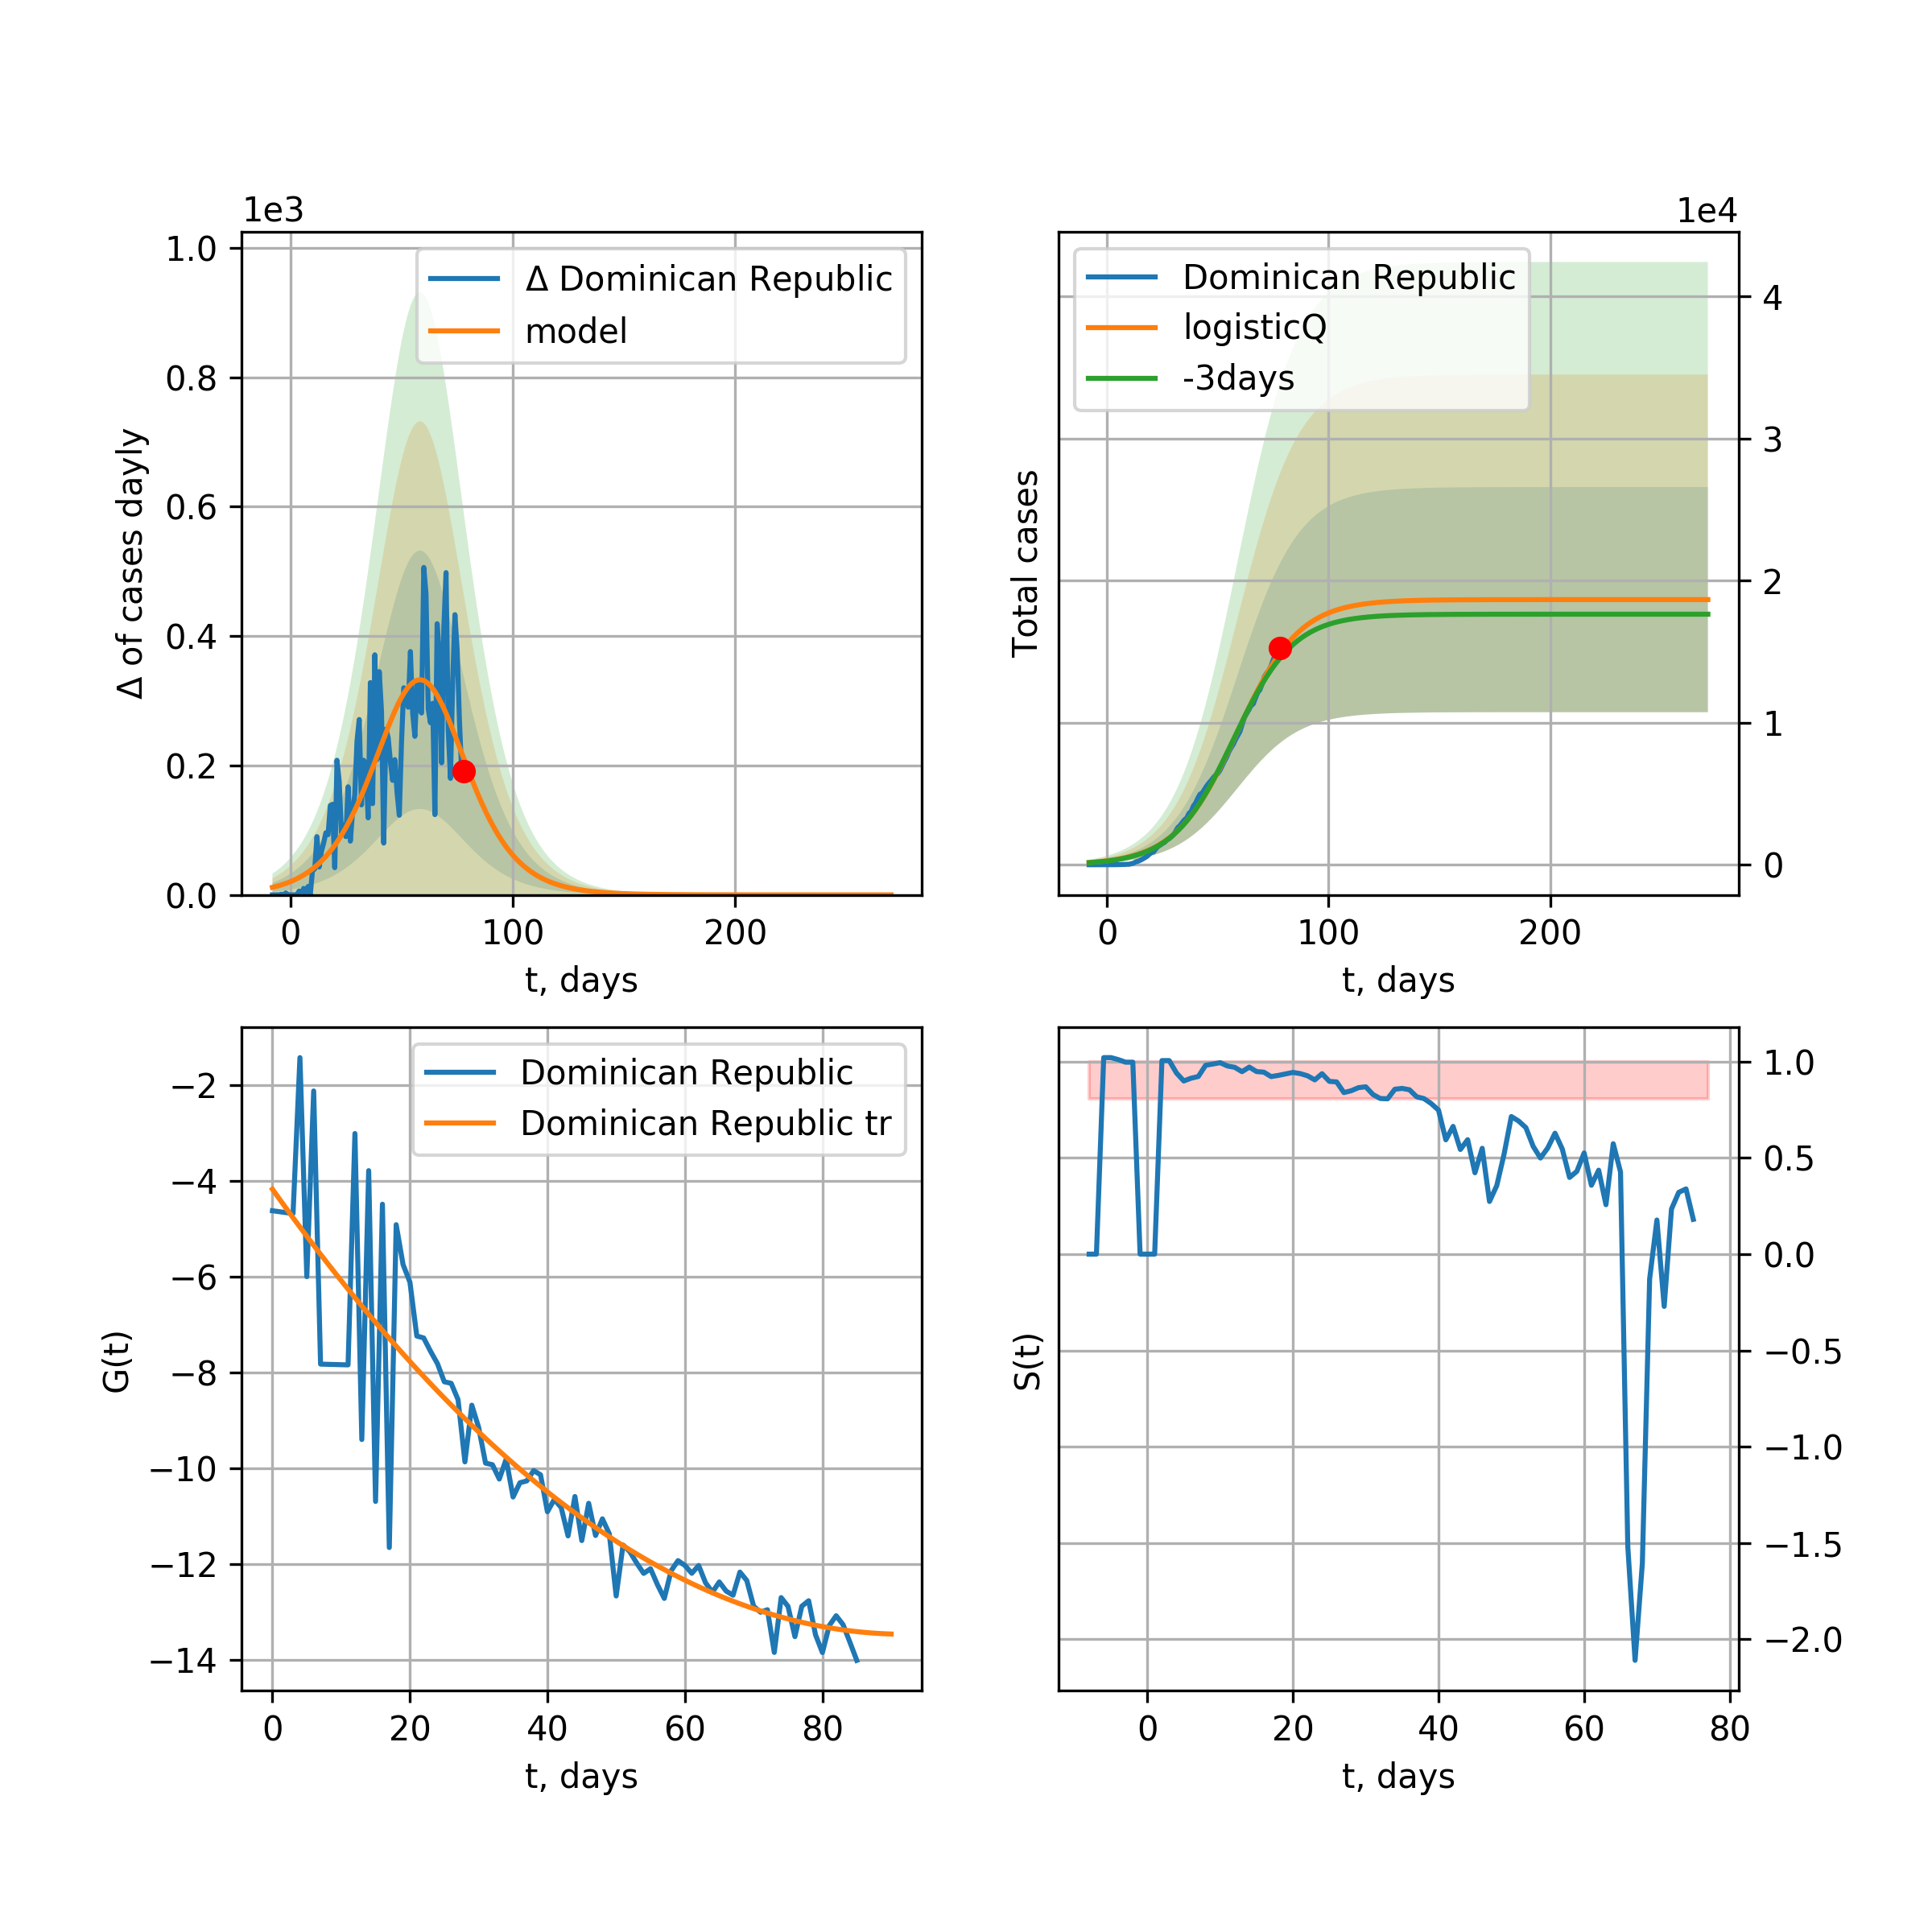 1e3
1.0
0.8
0.6
0.4
0.2
0.0
Δ of cases dayly
Δ Dominican Republic
model
0 100 200
t, days
1e4
Dominican Republic
logisticQ
-3days
Total cases
4
3
2
1
0
0 100 200
t, days
−2
−4
−6
−8
−10
−12
−14
G(t)
Dominican Republic
Dominican Republic tr
0 20 40 60 80
t, days
S(t)
1.0
0.5
0.0
−0.5
−1.0
−1.5
−2.0
0 20 40 60 80
t, days